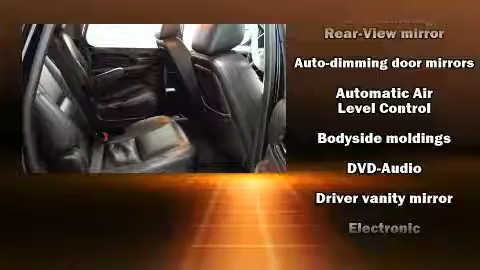 Rear-View mirror
Auto-dimming door mirrors
Automatic Air
Level Control
Bodyside moldings
DVD-Audio
Driver vanity mirror
Electronic